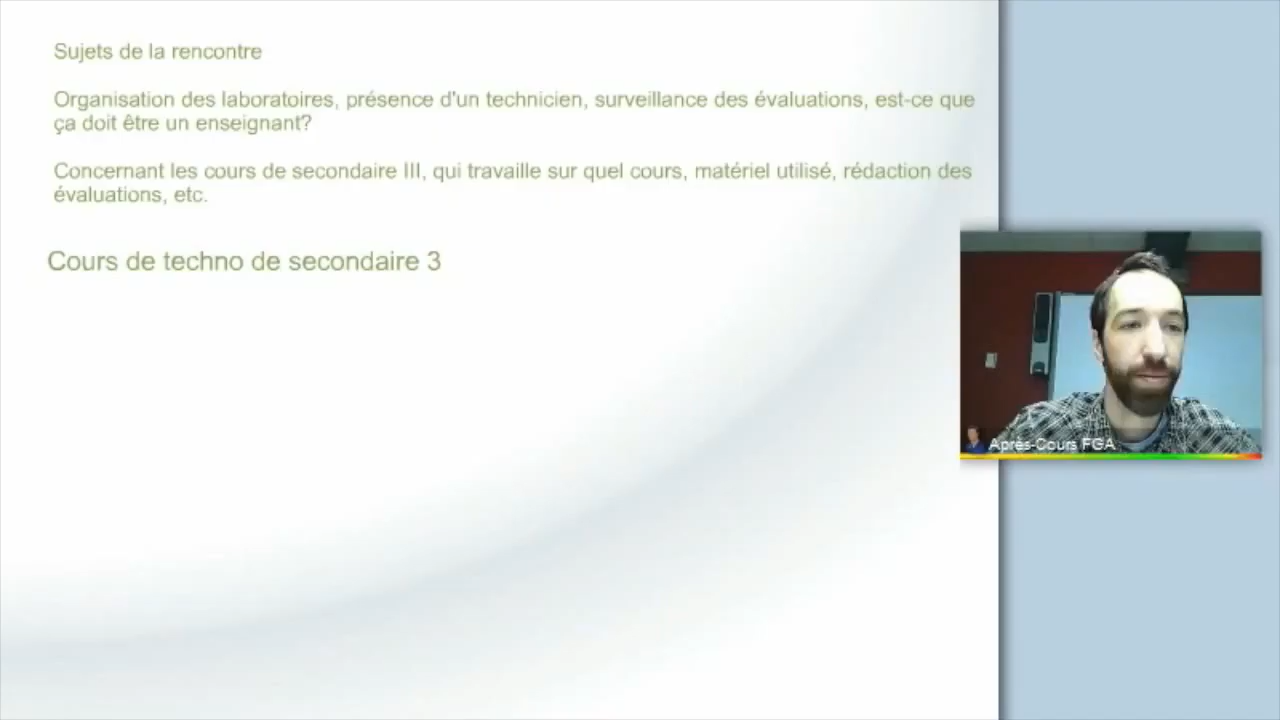 Sujets de la rencontre
Organisation des laboratoires, présence d'un technicien, surveillance des évaluations, est-ce que
ça doit être un enseignant?
Concernant les cours de secondaire III, qui travaille sur quel cours, matériel utilisé, rédaction des
évaluations, etc.
Cours de techno de secondaire 3
Après-Cours FGA